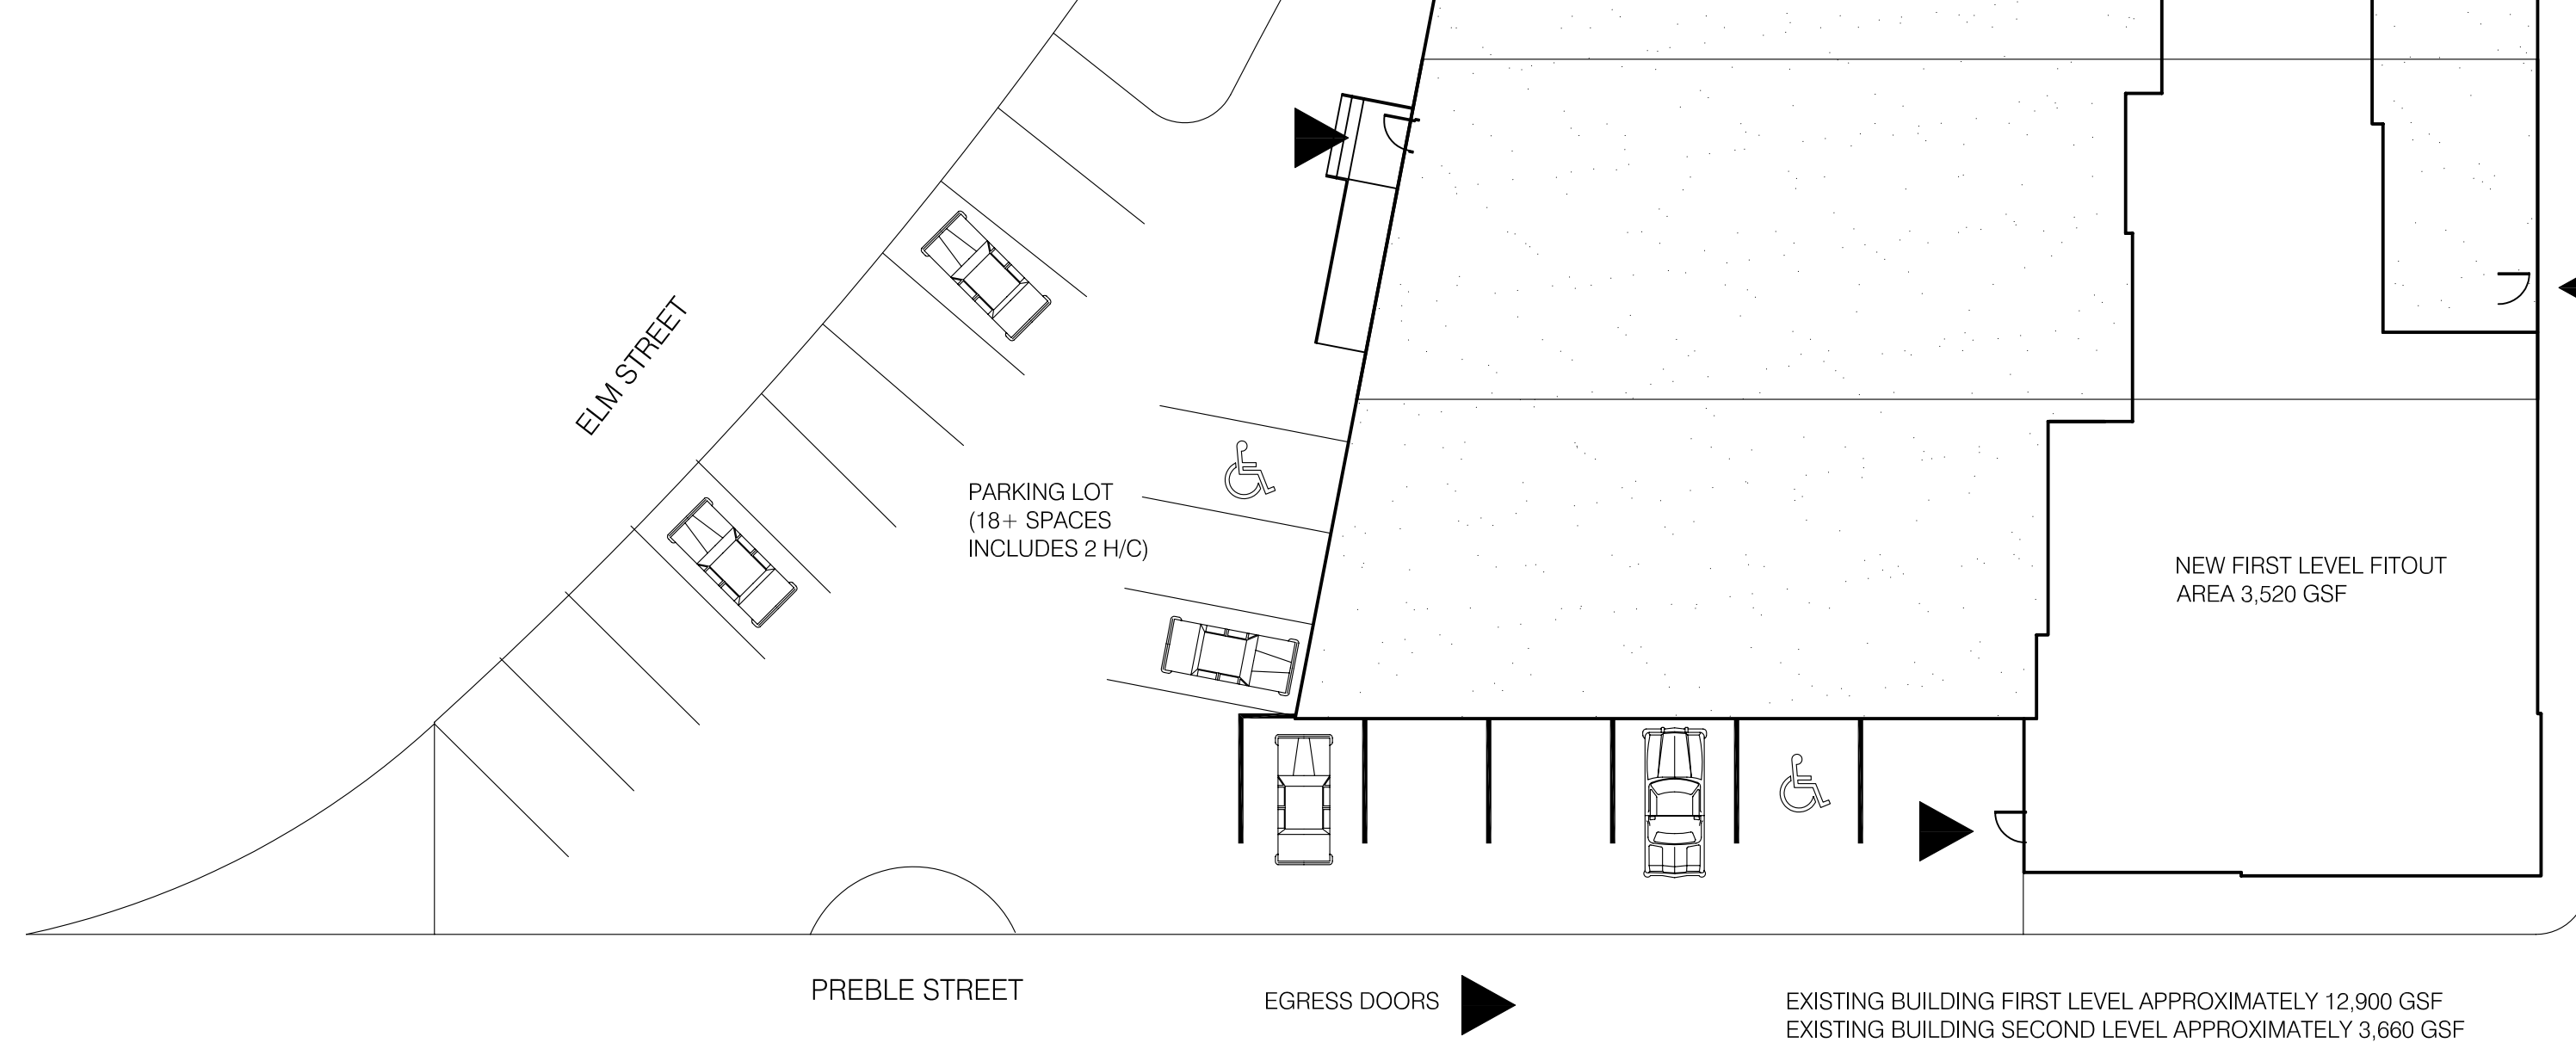 ELM STREET
PARKING LOT
(18+ SPACES
INCLUDES 2 H/C)
NEW FIRST LEVEL FITOUT
AREA 3,520 GSF
PREBLE STREET
EGRESS DOORS
EXISTING BUILDING FIRST LEVEL APPROXIMATELY 12,900 GSF
EXISTING BUILDING SECOND LEVEL APPROXIMATELY 3,660 GSF